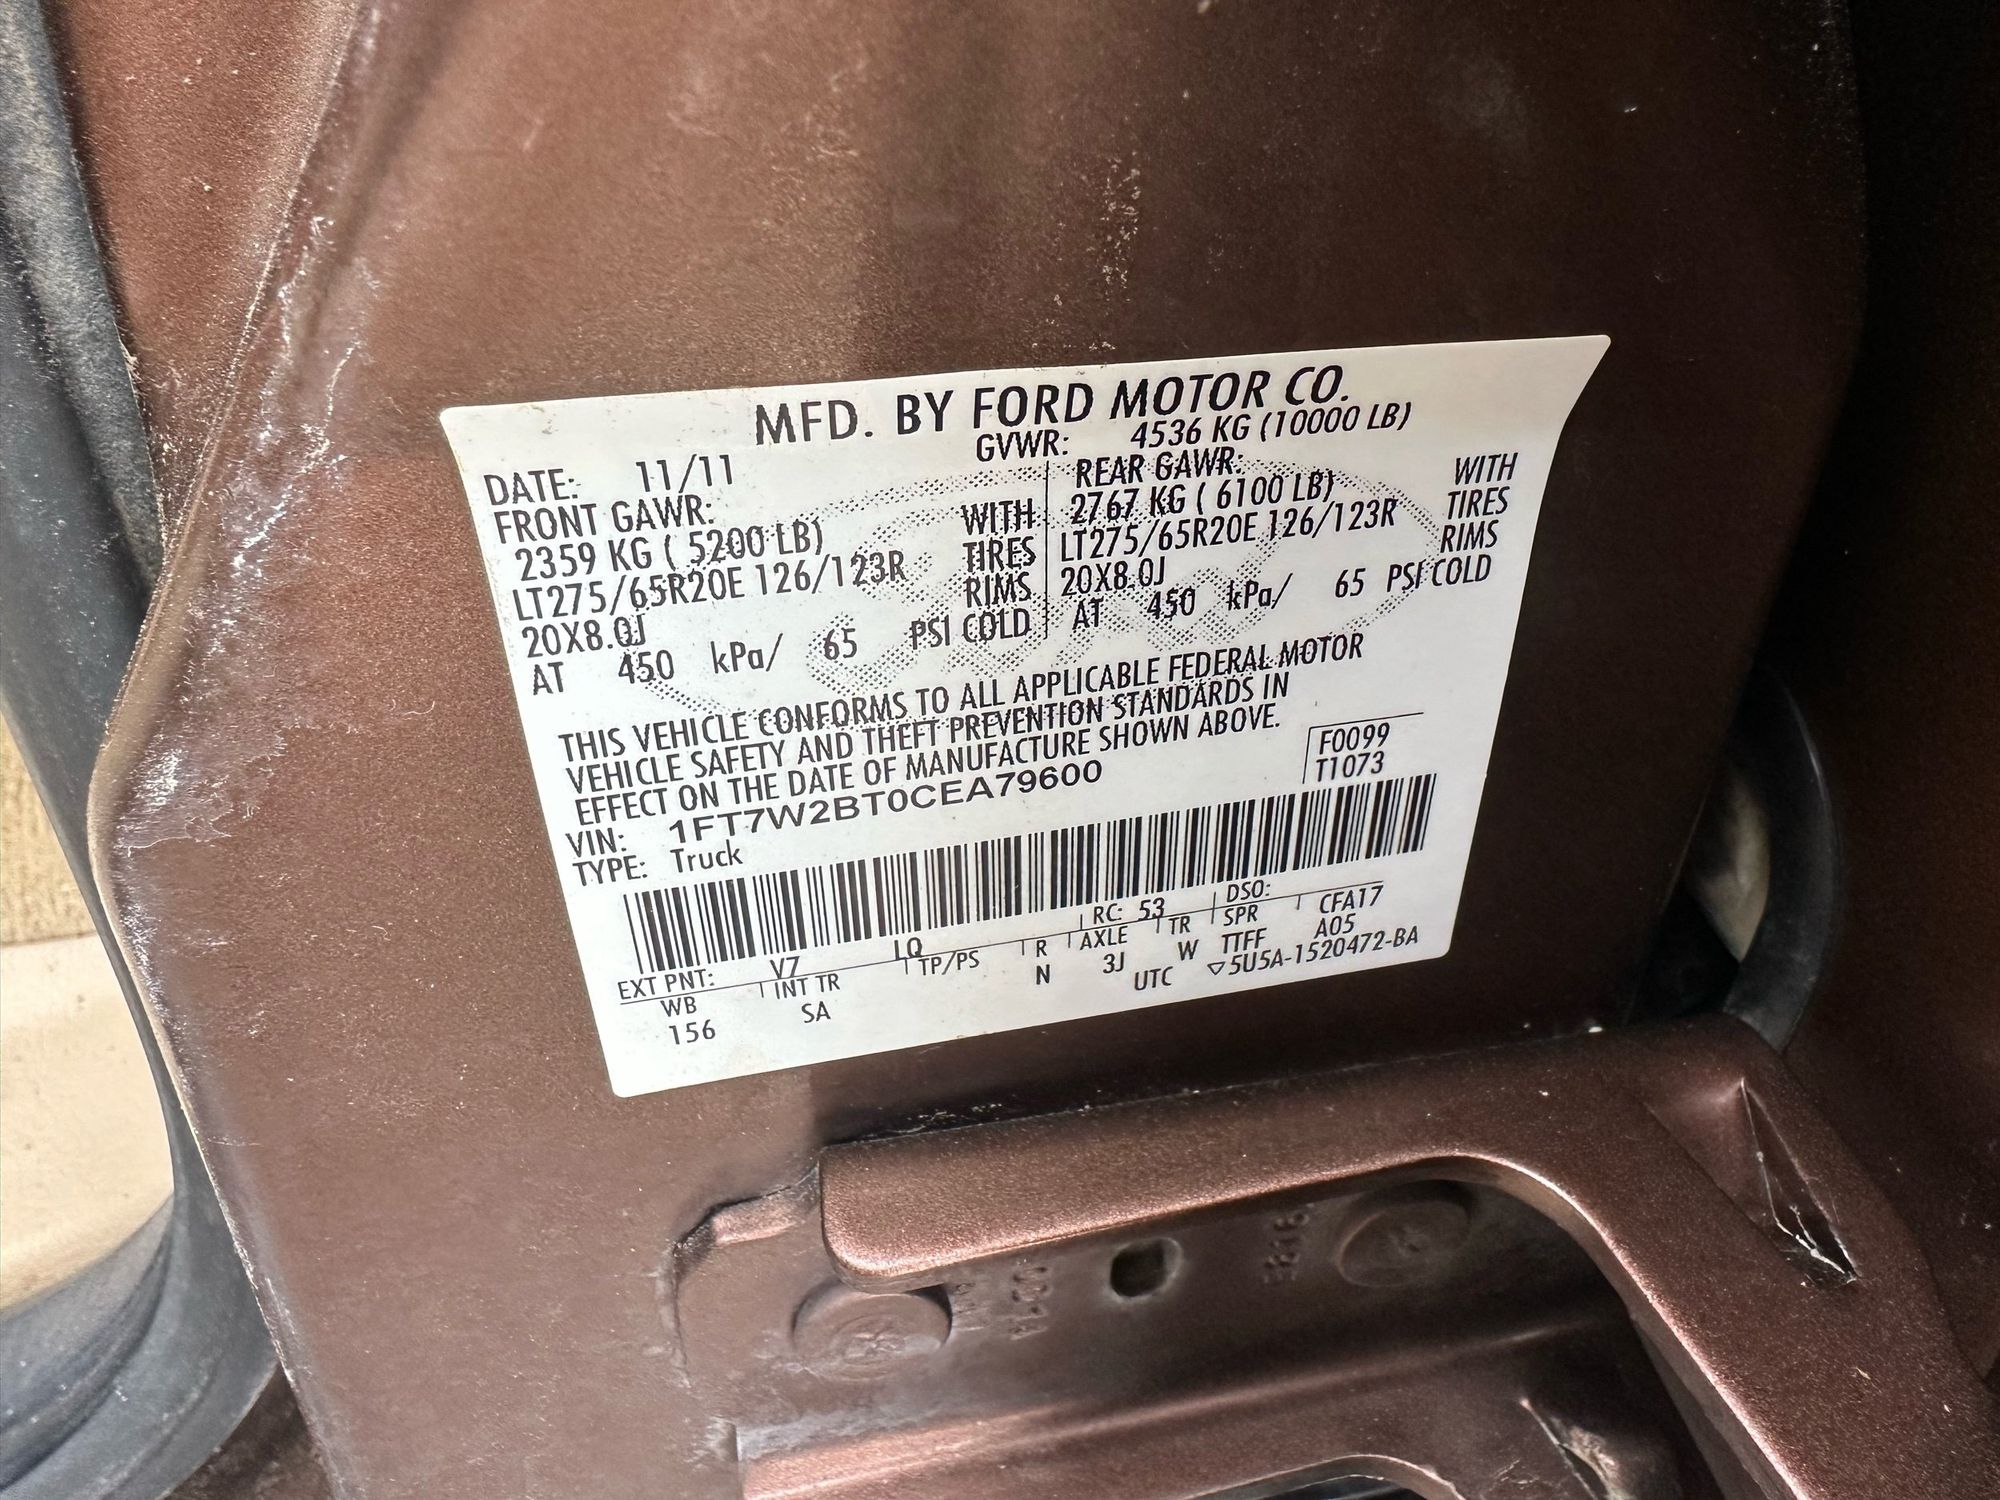 MFD. BY FORD MOTOR CO.
DATE: 11/11 GVWR: 4536 KG (10000 LB)
FRONT GAWR:
2359 KG ( 5200 LB) WITH
LT275/65R20E 126/123R TIRES
20X8.0J RIMS
AT 450 kPa/ 65 PSI COLD
REAR GAWR:
2767 KG ( 6100 LB) WITH
LT275/65R20E 126/123R TIRES
20X8.0J RIMS
AT 450 kPa/ 65 PSI COLD
THIS VEHICLE CONFORMS TO ALL APPLICABLE FEDERAL MOTOR
VEHICLE SAFETY AND THEFT PREVENTION STANDARDS IN
EFFECT ON THE DATE OF MANUFACTURE SHOWN ABOVE.
F0099
T1073
VIN: 1FT7W2BT0CEA79600
TYPE: Truck
EXT PNT: V7 LQ RC: 53 DSO:
WB INT TR TP/PS R AXLE TR SPR CFA17
156 SA N 3J W TTFF A05
UTC ▽5U5A-1520472-BA